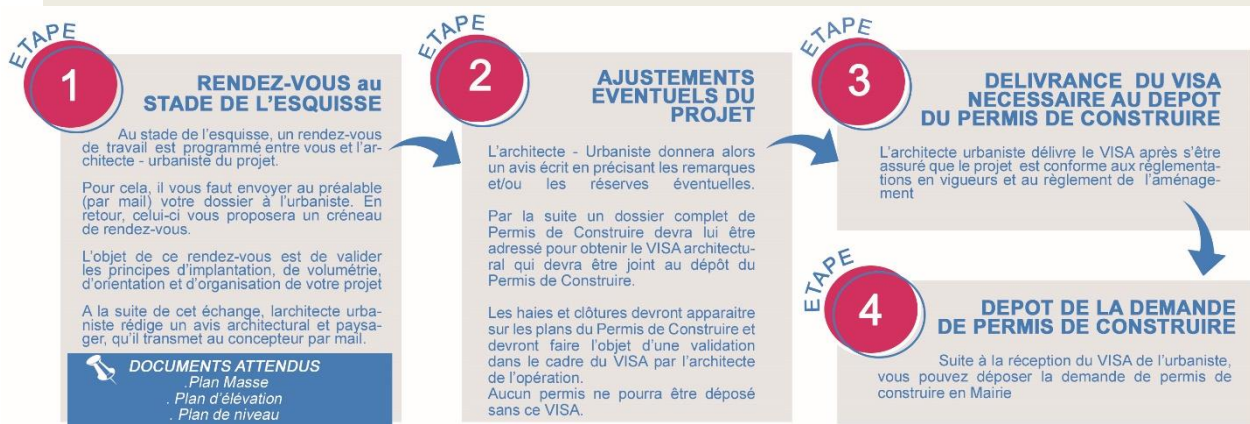 ETAPE
1
RENDEZ-VOUS au
STADE DE L'ESQUISSE
Au stade de l'esquisse, un rendez-vous
de travail est programmé entre vous et l'ar-
chitecte - urbaniste du projet.
Pour cela, il vous faut envoyer au préalable
(par mail) votre dossier à l'urbaniste. En
retour, celui-ci vous proposera un créneau
de rendez-vous.
L'objet de ce rendez-vous est de valider
les principes d'implantation, de volumétrie,
d'orientation et d'organisation de votre projet
A la suite de cet échange, larchitecte urba-
niste rédige un avis architectural et paysa-
ger, qu'il transmet au concepteur par mail.
DOCUMENTS ATTENDUS
.Plan Masse
. Plan d'élévation
. Plan de niveau
ETAPE
2
AJUSTEMENTS
EVENTUELS DU
PROJET
L'architecte - Urbaniste donnera alors
un avis écrit en précisant les remarques
et/ou les réserves éventuelles.
Par la suite un dossier complet de
Permis de Construire devra lui être
adressé pour obtenir le VISA architectu-
ral qui devra être joint au dépôt du
Permis de Construire.
Les haies et clôtures devront apparaitre
sur les plans du Permis de Construire et
devront faire l'objet d'une validation
dans le cadre du VISA par l'architecte
de l'opération.
Aucun permis ne pourra être déposé
sans ce VISA.
ETAPE
3
DELIVRANCE DU VISA
NECESSAIRE AU DEPOT
DU PERMIS DE CONSTRUIRE
L'architecte urbaniste délivre le VISA après s'être
assuré que le projet est conforme aux réglementa-
tions en vigueurs et au règlement de l'aménage-
ment
ETAPE
4
DEPOT DE LA DEMANDE
DE PERMIS DE CONSTRUIRE
Suite à la réception du VISA de l'urbaniste,
vous pouvez déposer la demande de permis de
construire en Mairie